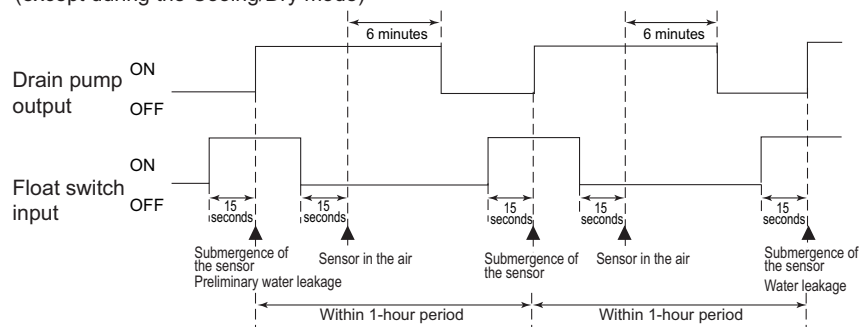 (except during the Cooling/Dry mode)
6 minutes
6 minutes
Drain pump
output
ON
OFF
Float switch
input
ON
OFF
15
seconds
15
seconds
15
seconds
15
seconds
15
seconds
Submergence of
the sensor
Preliminary water leakage
Sensor in the air
Submergence of
the sensor
Sensor in the air
Submergence of
the sensor
Water leakage
Within 1-hour period
Within 1-hour period